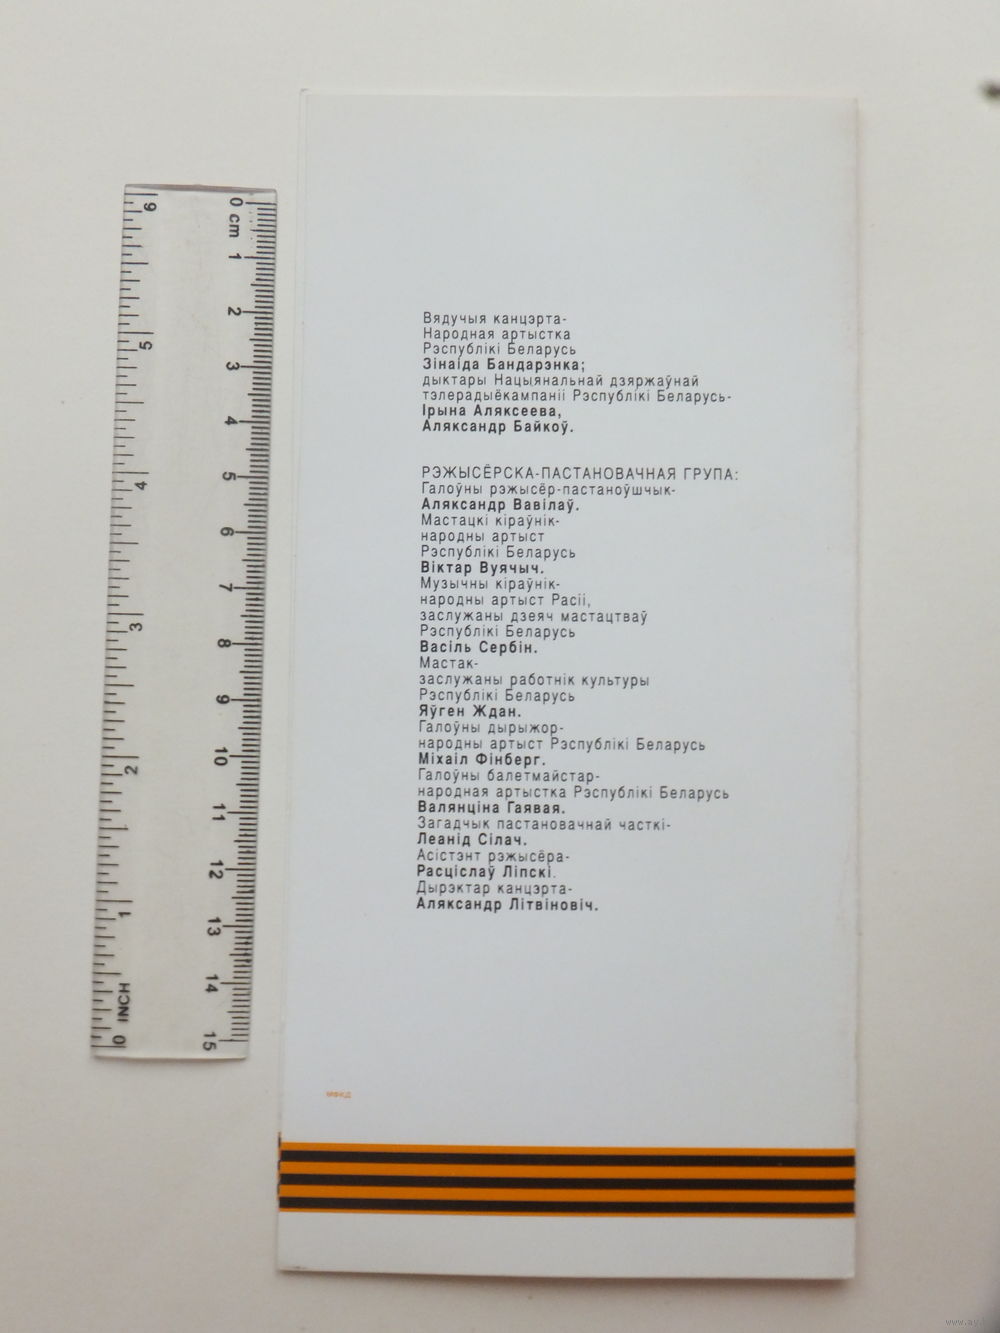 Вядучыя канцэрта-
Народная артыстка
Рэспублікі Беларусь
Зінаіда Бандарэнка;
дыктары Нацыянальнай дзяржаўнай
тэлерадыёкампаніі Рэспублікі Беларусь-
Ірына Аляксеева,
Аляксандр Байкоў.
РЭЖЫСЁРСКА-ПАСТАНОВАЧНАЯ ГРУПА:
Галоўны рэжысёр-пастаноўшчык-
Аляксандр Вавілаў.
Мастацкі кіраўнік-
народны артыст
Рэспублікі Беларусь
Віктар Вуячыч.
Музычны кіраўнік-
народны артыст Расіі,
заслужаны дзеяч мастацтваў
Рэспублікі Беларусь
Васіль Сербін.
Мастак-
заслужаны работнік культуры
Рэспублікі Беларусь
Яўген Ждан.
Галоўны дырыжор-
народны артыст Рэспублікі Беларусь
Міхаіл Фінберг.
Галоўны балетмайстар-
народная артыстка Рэспублікі Беларусь
Валянціна Гаявая.
Загадчык пастановачнай часткі-
Леанід Сілач.
Асістэнт рэжысёра-
Расціслаў Ліпскі.
Дырэктар канцэрта-
Аляксандр Літвіновіч.
0 cm 1 2 3 4 5 6 7 8 9 10 11 12 13 14 15
0 INCH 1 2 3 4 5 6